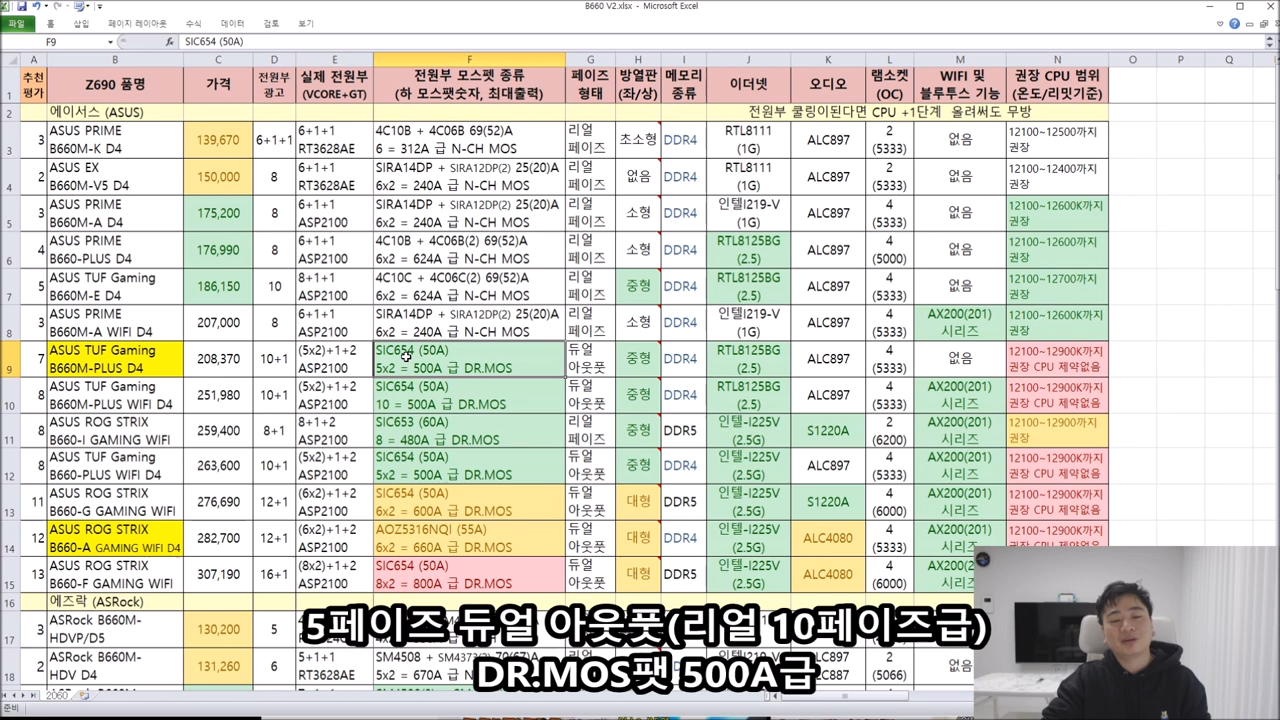 B660 V2.xlsx - Microsoft Excel
파일 홈 삽입 페이지 레이아웃 수식 데이터 검토 보기
F9 fx SIC654 (50A)
A B C D E F G H I J K L M N O P Q R
1 추천 평가 Z690 품명 가격 전원부 광고 실제 전원부 (VCORE+GT) 전원부 모스펫 종류 (하 모스팻숫자, 최대출력) 페이즈 형태 방열판 (좌/상) 메모리 종류 이더넷 오디오 램소켓 (OC) WIFI 및 블루투스 기능 권장 CPU 범위 (온도/리밋기준)
2 에이서스 (ASUS) 전원부 쿨링이된다면 CPU +1단계 올려써도 무방
3 3 ASUS PRIME B660M-K D4 139,670 6+1+1 6+1+1 RT3628AE 4C10B + 4C06B 69(52)A 6 = 312A 급 N-CH MOS 리얼 페이즈 초소형 DDR4 RTL8111 (1G) ALC897 2 (5333) 없음 12100~12500까지 권장
4 2 ASUS EX B660M-V5 D4 150,000 8 6+1+1 RT3628AE SIRA14DP + SIRA12DP(2) 25(20)A 6x2 = 240A 급 N-CH MOS 리얼 페이즈 없음 DDR4 RTL8111 (1G) ALC897 2 (5333) 없음 12100~12400까지 권장
5 3 ASUS PRIME B660M-A D4 175,200 8 6+1+1 ASP2100 SIRA14DP + SIRA12DP(2) 25(20)A 6x2 = 240A 급 N-CH MOS 리얼 페이즈 소형 DDR4 인텔I219-V (1G) ALC897 4 (5333) 없음 12100~12600K까지 권장
6 4 ASUS PRIME B660-PLUS D4 176,990 8 6+1+1 ASP2100 4C10B + 4C06B(2) 69(52)A 6x2 = 624A 급 N-CH MOS 리얼 페이즈 소형 DDR4 RTL8125BG (2.5) ALC897 4 (5000) 없음 12100~12600까지 권장
7 5 ASUS TUF Gaming B660M-E D4 186,150 10 8+1+1 ASP2100 4C10C + 4C06C(2) 69(52)A 6x2 = 624A 급 N-CH MOS 리얼 페이즈 중형 DDR4 RTL8125BG (2.5) ALC897 4 (5333) 없음 12100~12700까지 권장
8 3 ASUS PRIME B660M-A WIFI D4 207,000 8 6+1+1 ASP2100 SIRA14DP + SIRA12DP(2) 25(20)A 6x2 = 240A 급 N-CH MOS 리얼 페이즈 소형 DDR4 인텔I219-V (1G) ALC897 4 (5333) AX200(201) 시리즈 12100~12600까지 권장
9 7 ASUS TUF Gaming B660M-PLUS D4 208,370 10+1 (5x2)+1+2 ASP2100 SIC654 (50A) 5x2 = 500A 급 DR.MOS 듀얼 아웃풋 중형 DDR4 RTL8125BG (2.5) ALC897 4 (5333) 없음 12100~12900K까지 권장 CPU 제약없음
10 8 ASUS TUF Gaming B660M-PLUS WIFI D4 251,980 10+1 (5x2)+1+2 ASP2100 SIC654 (50A) 10 = 500A 급 DR.MOS 듀얼 아웃풋 중형 DDR4 RTL8125BG (2.5) ALC897 4 (5333) AX200(201) 시리즈 12100~12900K까지 권장 CPU 제약없음
11 8 ASUS ROG STRIX B660-I GAMING WIFI 259,400 8+1 8+1+2 ASP2100 SIC653 (60A) 8 = 480A 급 DR.MOS 리얼 페이즈 중형 DDR5 인텔-I225V (2.5G) S1220A 2 (6200) AX200(201) 시리즈 12100~12900까지 권장
12 8 ASUS TUF Gaming B660-PLUS WIFI D4 263,600 10+1 (5x2)+1+2 ASP2100 SIC654 (50A) 5x2 = 500A 급 DR.MOS 듀얼 아웃풋 중형 DDR4 인텔-I225V (2.5G) ALC897 4 (5333) AX200(201) 시리즈 12100~12900K까지 권장 CPU 제약없음
13 11 ASUS ROG STRIX B660-G GAMING WIFI 276,690 12+1 (6x2)+1+2 ASP2100 SIC654 (50A) 6x2 = 600A 급 DR.MOS 듀얼 아웃풋 대형 DDR5 인텔-I225V (2.5G) S1220A 4 (6000) AX200(201) 시리즈 12100~12900K까지 권장 CPU 제약없음
14 12 ASUS ROG STRIX B660-A GAMING WIFI D4 282,700 12+1 (6x2)+1+2 ASP2100 AOZ5316NQI (55A) 6x2 = 660A 급 DR.MOS 듀얼 아웃풋 대형 DDR4 인텔-I225V (2.5G) ALC4080 4 (5333) AX200(201) 시리즈 12100~12900K까지
15 13 ASUS ROG STRIX B660-F GAMING WIFI 307,190 16+1 (8x2)+1+2 ASP2100 SIC654 (50A) 8x2 = 800A 급 DR.MOS 듀얼 아웃풋 대형 DDR5 인텔-I225V (2.5G) ALC4080 4 (6000)
16 에즈락 (ASRock)
17 3 ASRock B660M-HDVP/D5 130,200 5
18 2 ASRock B660M-HDV D4 131,260 6 5+1+1 (5066) 없음
5페이즈 듀얼 아웃풋(리얼 10페이즈급)
DR.MOS팻 500A급
2060
준비